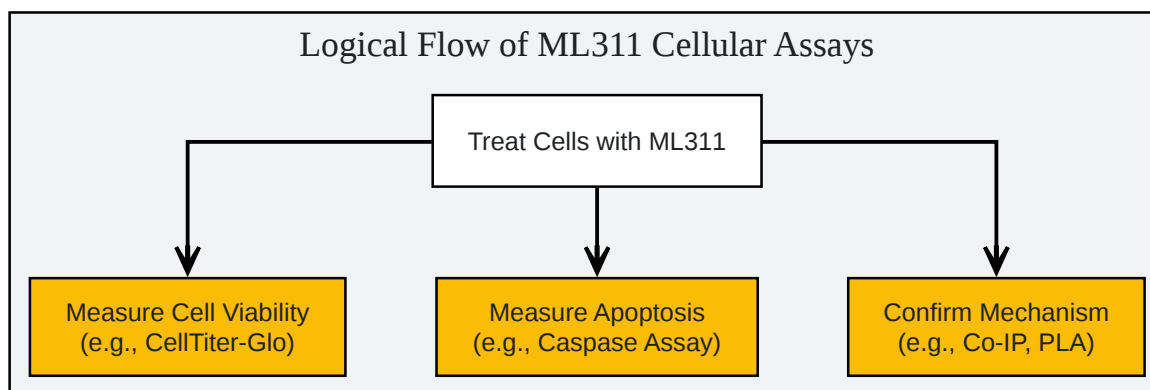 Logical Flow of ML311 Cellular Assays
Treat Cells with ML311
Measure Cell Viability
(e.g., CellTiter-Glo)
Measure Apoptosis
(e.g., Caspase Assay)
Confirm Mechanism
(e.g., Co-IP, PLA)